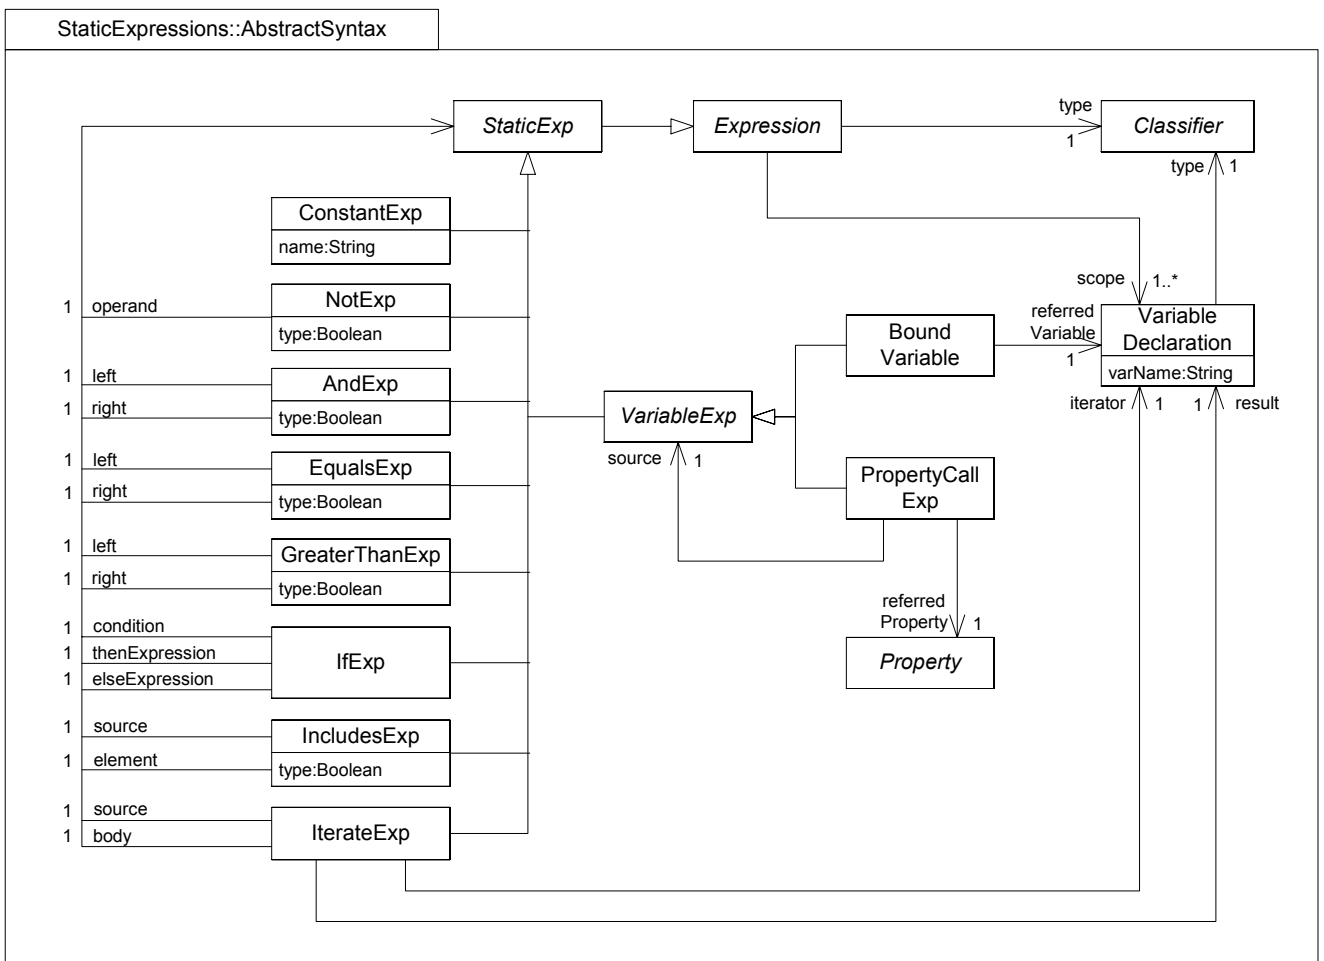 StaticExpressions::AbstractSyntax
StaticExp
Expression
type
1
Classifier
type
1
ConstantExp
name:String
scope
1..*
1
operand
NotExp
type:Boolean
Bound
Variable
referred
Variable
1
Variable
Declaration
varName:String
1
left
1
right
AndExp
type:Boolean
VariableExp
source
1
iterator
1
1
result
1
left
1
right
EqualsExp
type:Boolean
PropertyCall
Exp
1
left
1
right
GreaterThanExp
type:Boolean
referred
Property
1
Property
1
condition
1
thenExpression
1
elseExpression
IfExp
1
source
1
element
IncludesExp
type:Boolean
1
source
1
body
IterateExp